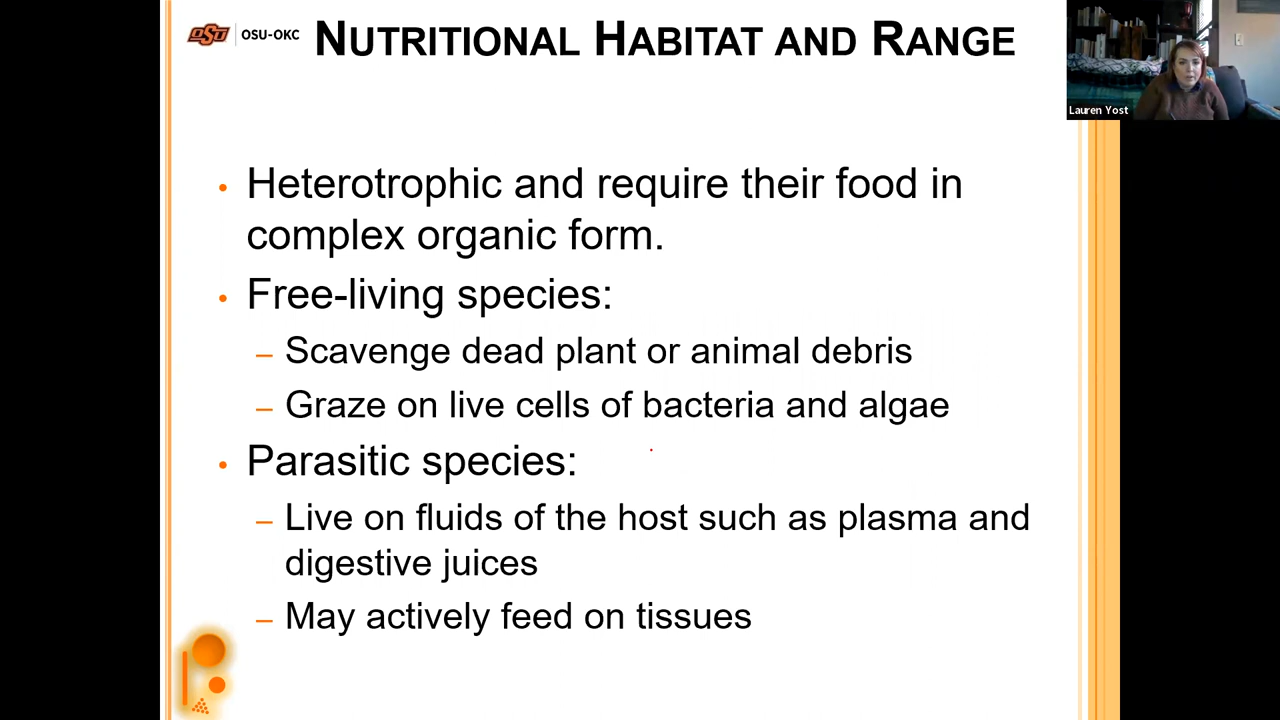 OSU | OSU-OKC NUTRITIONAL HABITAT AND RANGE
Lauren Yost
• Heterotrophic and require their food in
complex organic form.
• Free-living species:
– Scavenge dead plant or animal debris
– Graze on live cells of bacteria and algae
• Parasitic species:
– Live on fluids of the host such as plasma and
digestive juices
– May actively feed on tissues